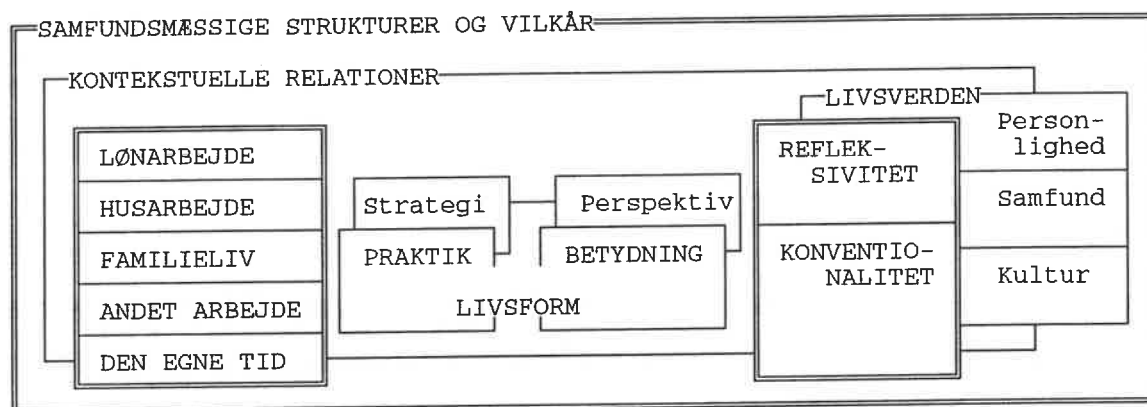 SAMFUNDSMÆSSIGE STRUKTURER OG VILKÅR
KONTEKSTUELLE RELATIONER
LØNARBEJDE
HUSARBEJDE
FAMILIELIV
ANDET ARBEJDE
DEN EGNE TID
Strategi
Perspektiv
PRAKTIK
BETYDNING
LIVSFORM
LIVSVERDEN
REFLEK-
SIVITET
KONVENTIO-
NALITET
Person-
lighed
Samfund
Kultur